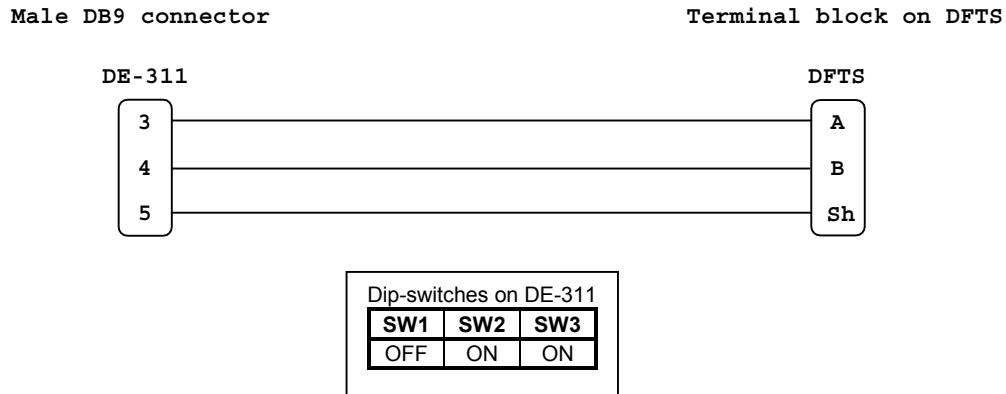 Male DB9 connector
Terminal block on DFTS
DE-311
DFTS
3
A
4
B
5
Sh
Dip-switches on DE-311
SW1 SW2 SW3
OFF ON ON